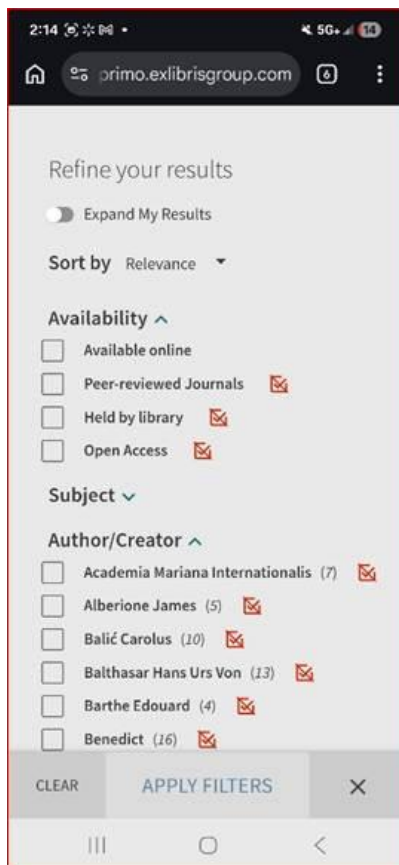 2:14
5G+ 14
primo.exlibrisgroup.com 6
Refine your results
Expand My Results
Sort by Relevance
Availability
Available online
Peer-reviewed Journals
Held by library
Open Access
Subject
Author/Creator
Academia Mariana Internationalis (7)
Alberione James (5)
Balić Carolus (10)
Balthasar Hans Urs Von (13)
Barthe Edouard (4)
Benedict (16)
CLEAR APPLY FILTERS